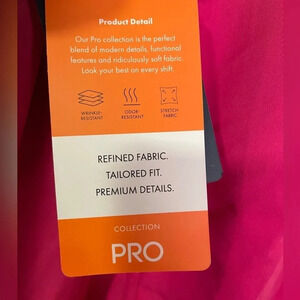 Product Detail
Our Pro collection is the perfect
blend of modern details, functional
features and ridiculously soft fabric.
Look your best on every shift.
WRINKLE-
RESISTANT
ODOR
RESISTANT
STRETCH
FABRIC
REFINED FABRIC.
TAILORED FIT.
PREMIUM DETAILS.
COLLECTION
PRO